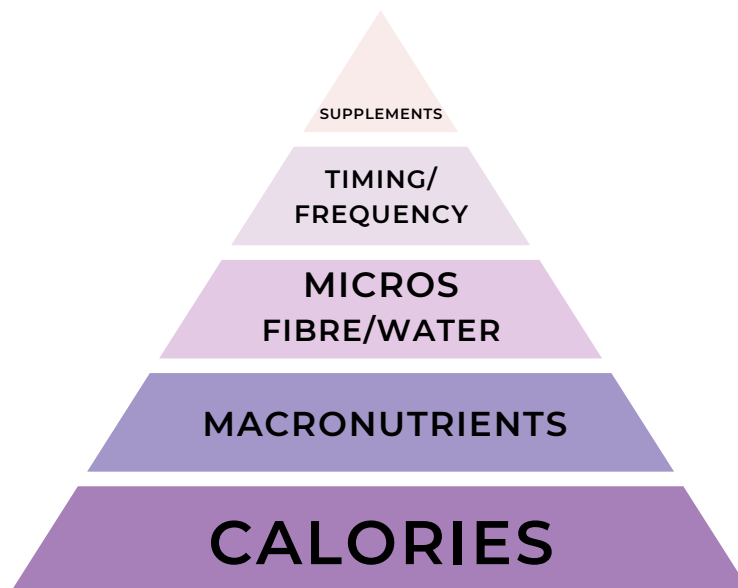 SUPPLEMENTS
TIMING/
FREQUENCY
MICROS
FIBRE/WATER
MACRONUTRIENTS
CALORIES